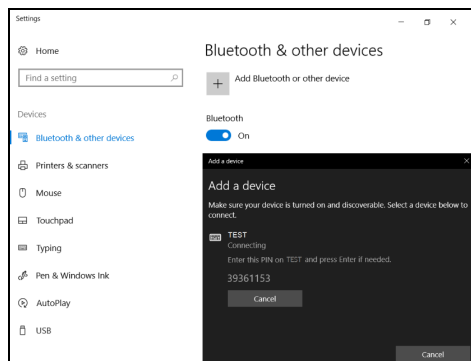 Settings
Home
Find a setting
Devices
Bluetooth & other devices
Printers & scanners
Mouse
Touchpad
Typing
Pen & Windows Ink
AutoPlay
USB
Bluetooth & other devices
Add Bluetooth or other device
Bluetooth
On
Add a device
Add a device
Make sure your device is turned on and discoverable. Select a device below to
connect.
TEST
Connecting
Enter this PIN on TEST and press Enter if needed.
39361153
Cancel
Cancel